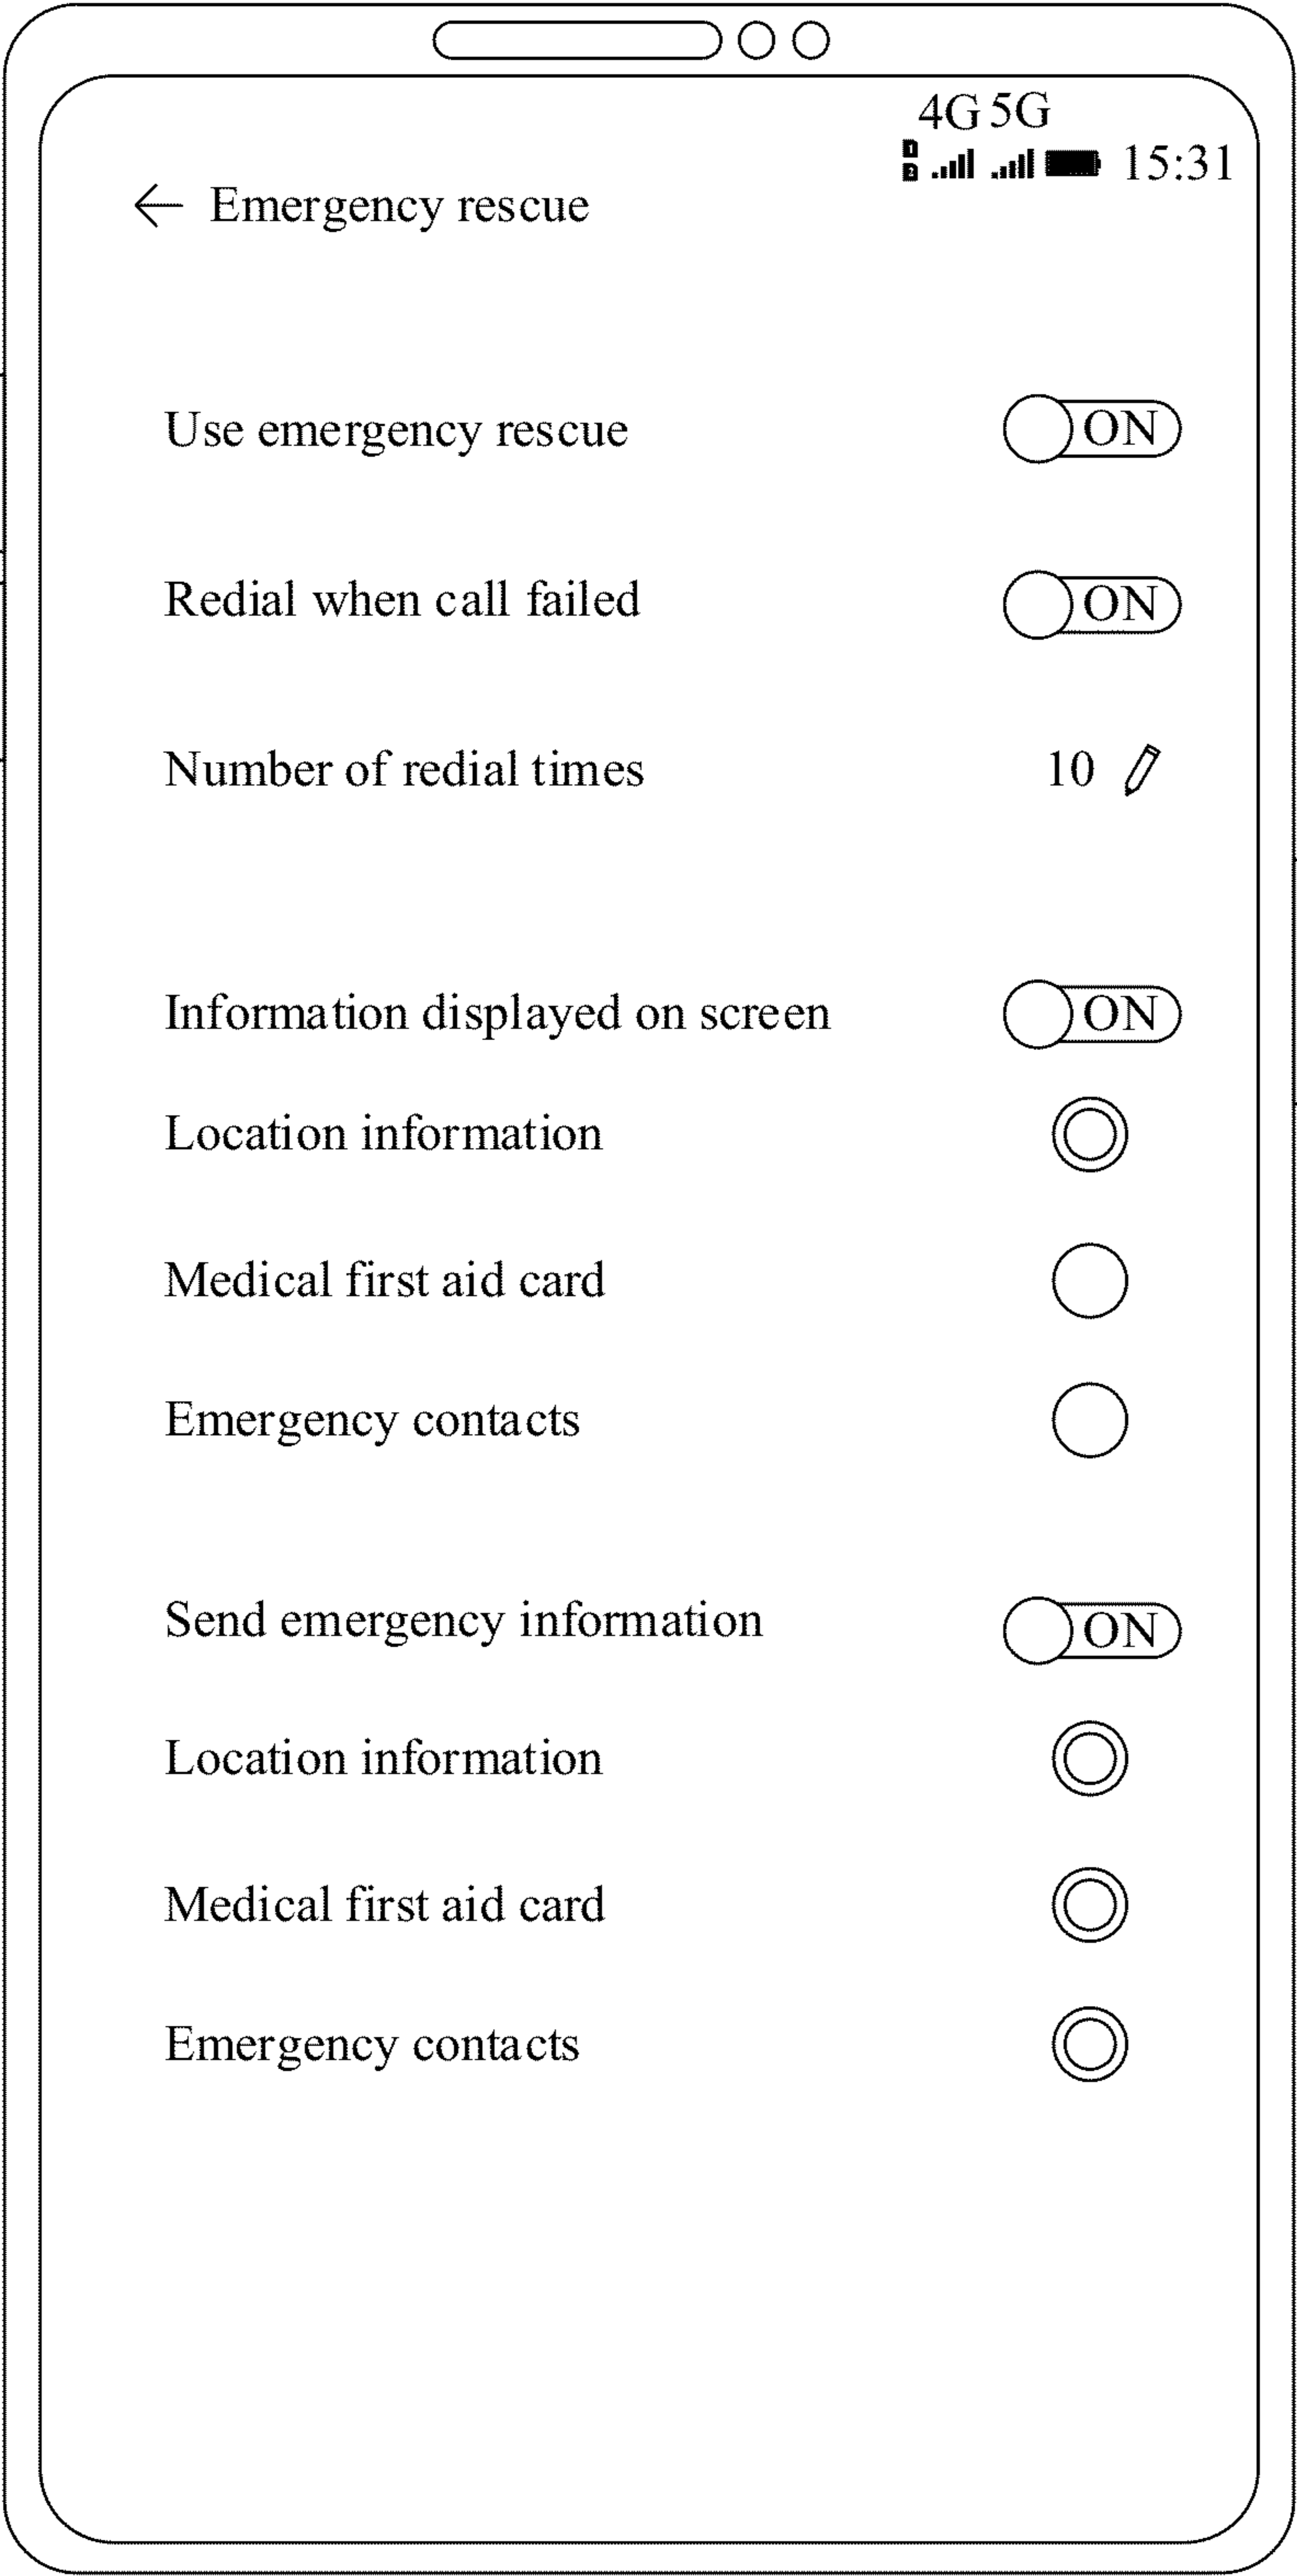 4G 5G
1
2
15:31
Emergency rescue
Use emergency rescue ON
Redial when call failed ON
Number of redial times 10
Information displayed on screen ON
Location information
Medical first aid card
Emergency contacts
Send emergency information ON
Location information
Medical first aid card
Emergency contacts